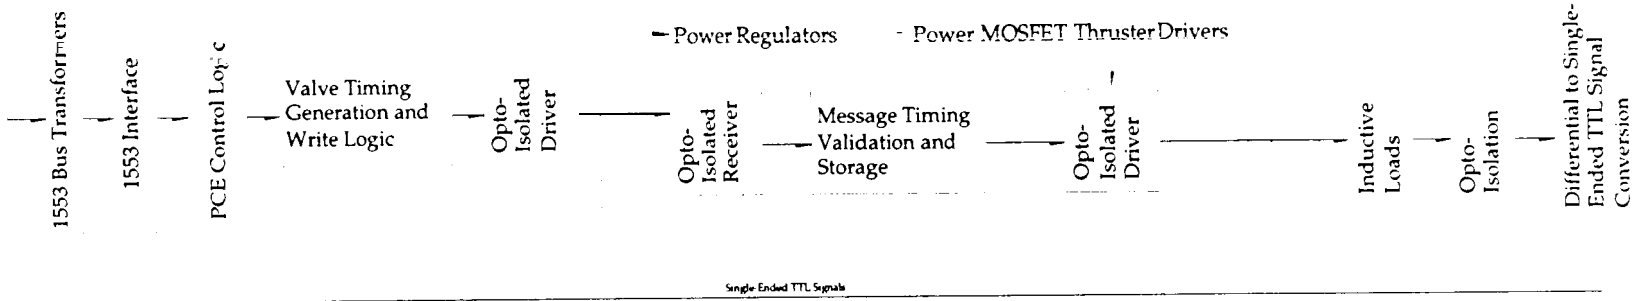 1553 Bus Transformers
1553 Interface
PCE Control Logic
Valve Timing
Generation and
Write Logic
Opto-
Isolated
Driver
Power Regulators
Power MOSFET Thruster Drivers
Opto-
Isolated
Receiver
Message Timing
Validation and
Storage
Opto-
Isolated
Driver
Inductive
Loads
Opto-
Isolation
Differential to Single-
Ended TTL Signal
Conversion
Single-Ended TTL Signals